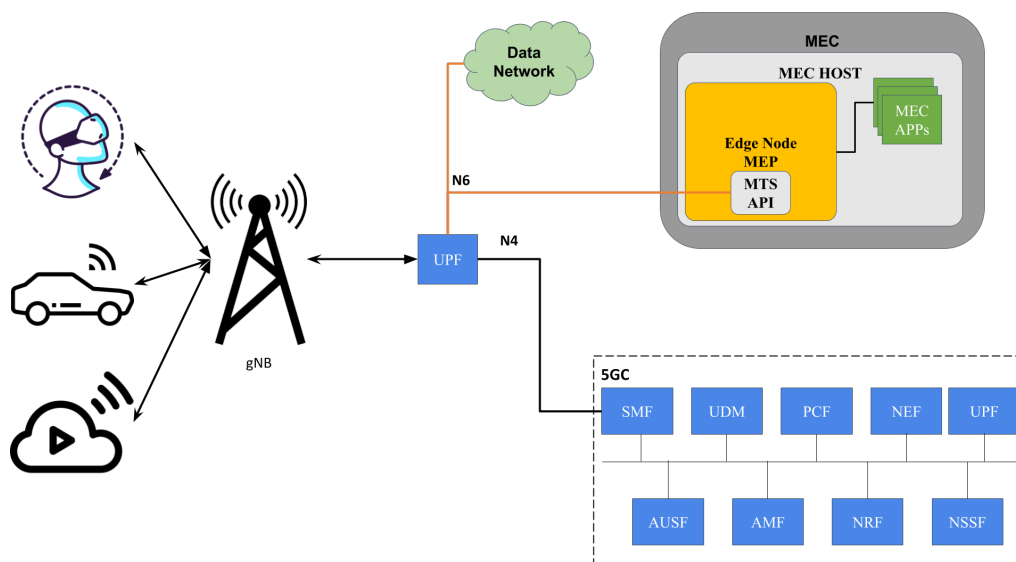 MEC
Data
Network
MEC HOST
MEC
APPs
Edge Node
MEP
MTS
API
N6
N4
UPF
gNB
5GC
SMF
UDM
PCF
NEF
UPF
AUSF
AMF
NRF
NSSF